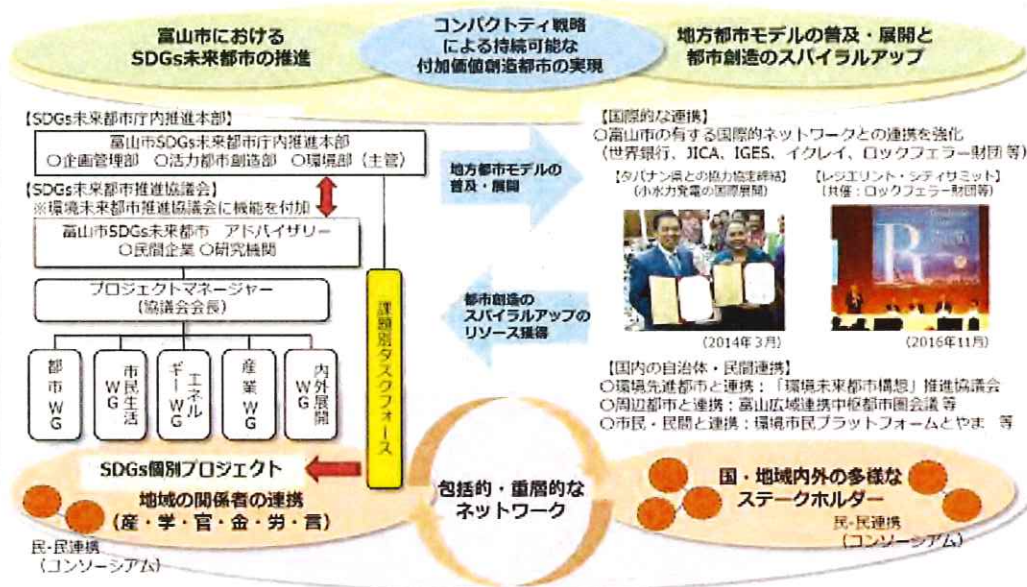 富山市における
SDGs未来都市の推進
コンパクトティ戦略
による持続可能な
付加価値創造都市の実現
地方都市モデルの普及・展開と
都市創造のスパイラルアップ
【SDGs未来都市庁内推進本部】
富山市SDGs未来都市庁内推進本部
○企画管理部 ○活力都市創造部 ○環境部(主管)
【SDGs未来都市推進協議会】
※環境未来都市推進協議会に機能を付加
富山市SDGs未来都市 アドバイザリー
○民間企業 ○研究機関
プロジェクトマネージャー
(協議会会長)
都市WG
市民生活WG
エネルギーWG
産業WG
内外展開WG
課題別タスクフォース
地方都市モデルの
普及・展開
都市創造の
スパイラルアップの
リソース獲得
【国際的な連携】
○富山市の有する国際的ネットワークとの連携を強化
(世界銀行、JICA、IGES、イクレイ、ロックフェラー財団 等)
【タバナン県との協力協定締結】
(小水力発電の国際展開)
(2014年3月)
【レジエリント・シティサミット】
(共催:ロックフェラー財団等)
R
(2016年11月)
【国内の自治体・民間連携】
○環境先進都市と連携:「環境未来都市構想」推進協議会
○周辺都市と連携:富山広域連携中枢都市圏会議 等
○市民・民間と連携:環境市民プラットフォームとやま 等
SDGs個別プロジェクト
地域の関係者の連携
(産・学・官・金・労・言)
民・民連携
(コンソーシアム)
包括的・重層的な
ネットワーク
国・地域内外の多様な
ステークホルダー
民・民連携
(コンソーシアム)